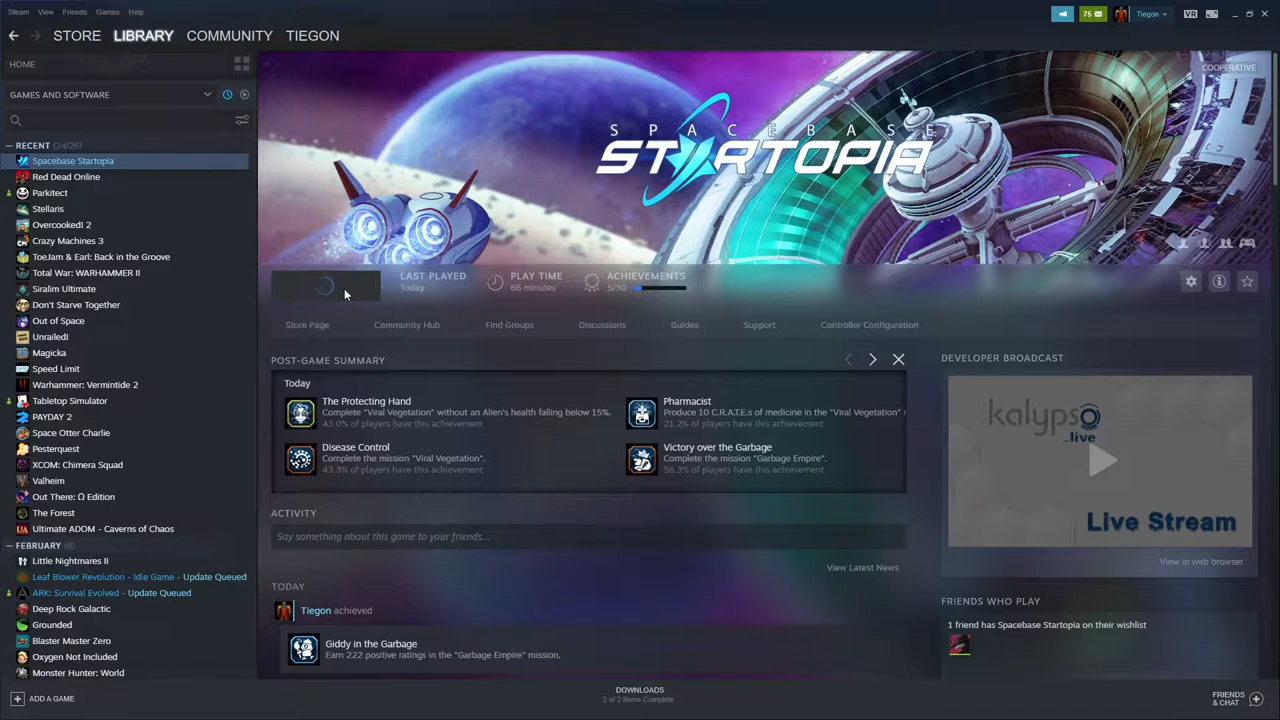 Steam View Friends Games Help
75 Tiegon VR
STORE LIBRARY COMMUNITY TIEGON
HOME
GAMES AND SOFTWARE
RECENT (24/26)
Spacebase Startopia
Red Dead Online
Parkitect
Stellaris
Overcooked! 2
Crazy Machines 3
ToeJam & Earl: Back in the Groove
Total War: WARHAMMER II
Siralim Ultimate
Don't Starve Together
Out of Space
Unrailed!
Magicka
Speed Limit
Warhammer: Vermintide 2
Tabletop Simulator
PAYDAY 2
Space Otter Charlie
Pesterquest
XCOM: Chimera Squad
Valheim
Out There: Ω Edition
The Forest
Ultimate ADOM - Caverns of Chaos
FEBRUARY (8)
Little Nightmares II
Leaf Blower Revolution - Idle Game - Update Queued
ARK: Survival Evolved - Update Queued
Deep Rock Galactic
Grounded
Blaster Master Zero
Oxygen Not Included
Monster Hunter: World
COOPERATIVE
SPACEBASE
STARTOPIA
LAST PLAYED
Today
PLAY TIME
66 minutes
ACHIEVEMENTS
5/30
Store Page Community Hub Find Groups Discussions Guides Support Controller Configuration
POST-GAME SUMMARY
Today
The Protecting Hand
Complete "Viral Vegetation" without an Alien's health falling below 15%.
43.0% of players have this achievement
Pharmacist
Produce 10 C.R.A.T.E.s of medicine in the "Viral Vegetation" r
21.2% of players have this achievement
Disease Control
Complete the mission "Viral Vegetation".
43.3% of players have this achievement
Victory over the Garbage
Complete the mission "Garbage Empire".
56.3% of players have this achievement
ACTIVITY
Say something about this game to your friends...
View Latest News
TODAY
Tiegon achieved
Giddy in the Garbage
Earn 222 positive ratings in the "Garbage Empire" mission.
DEVELOPER BROADCAST
kalypso
live
Live Stream
View in web browser
FRIENDS WHO PLAY
1 friend has Spacebase Startopia on their wishlist
ADD A GAME
DOWNLOADS
2 of 2 Items Complete
FRIENDS
& CHAT